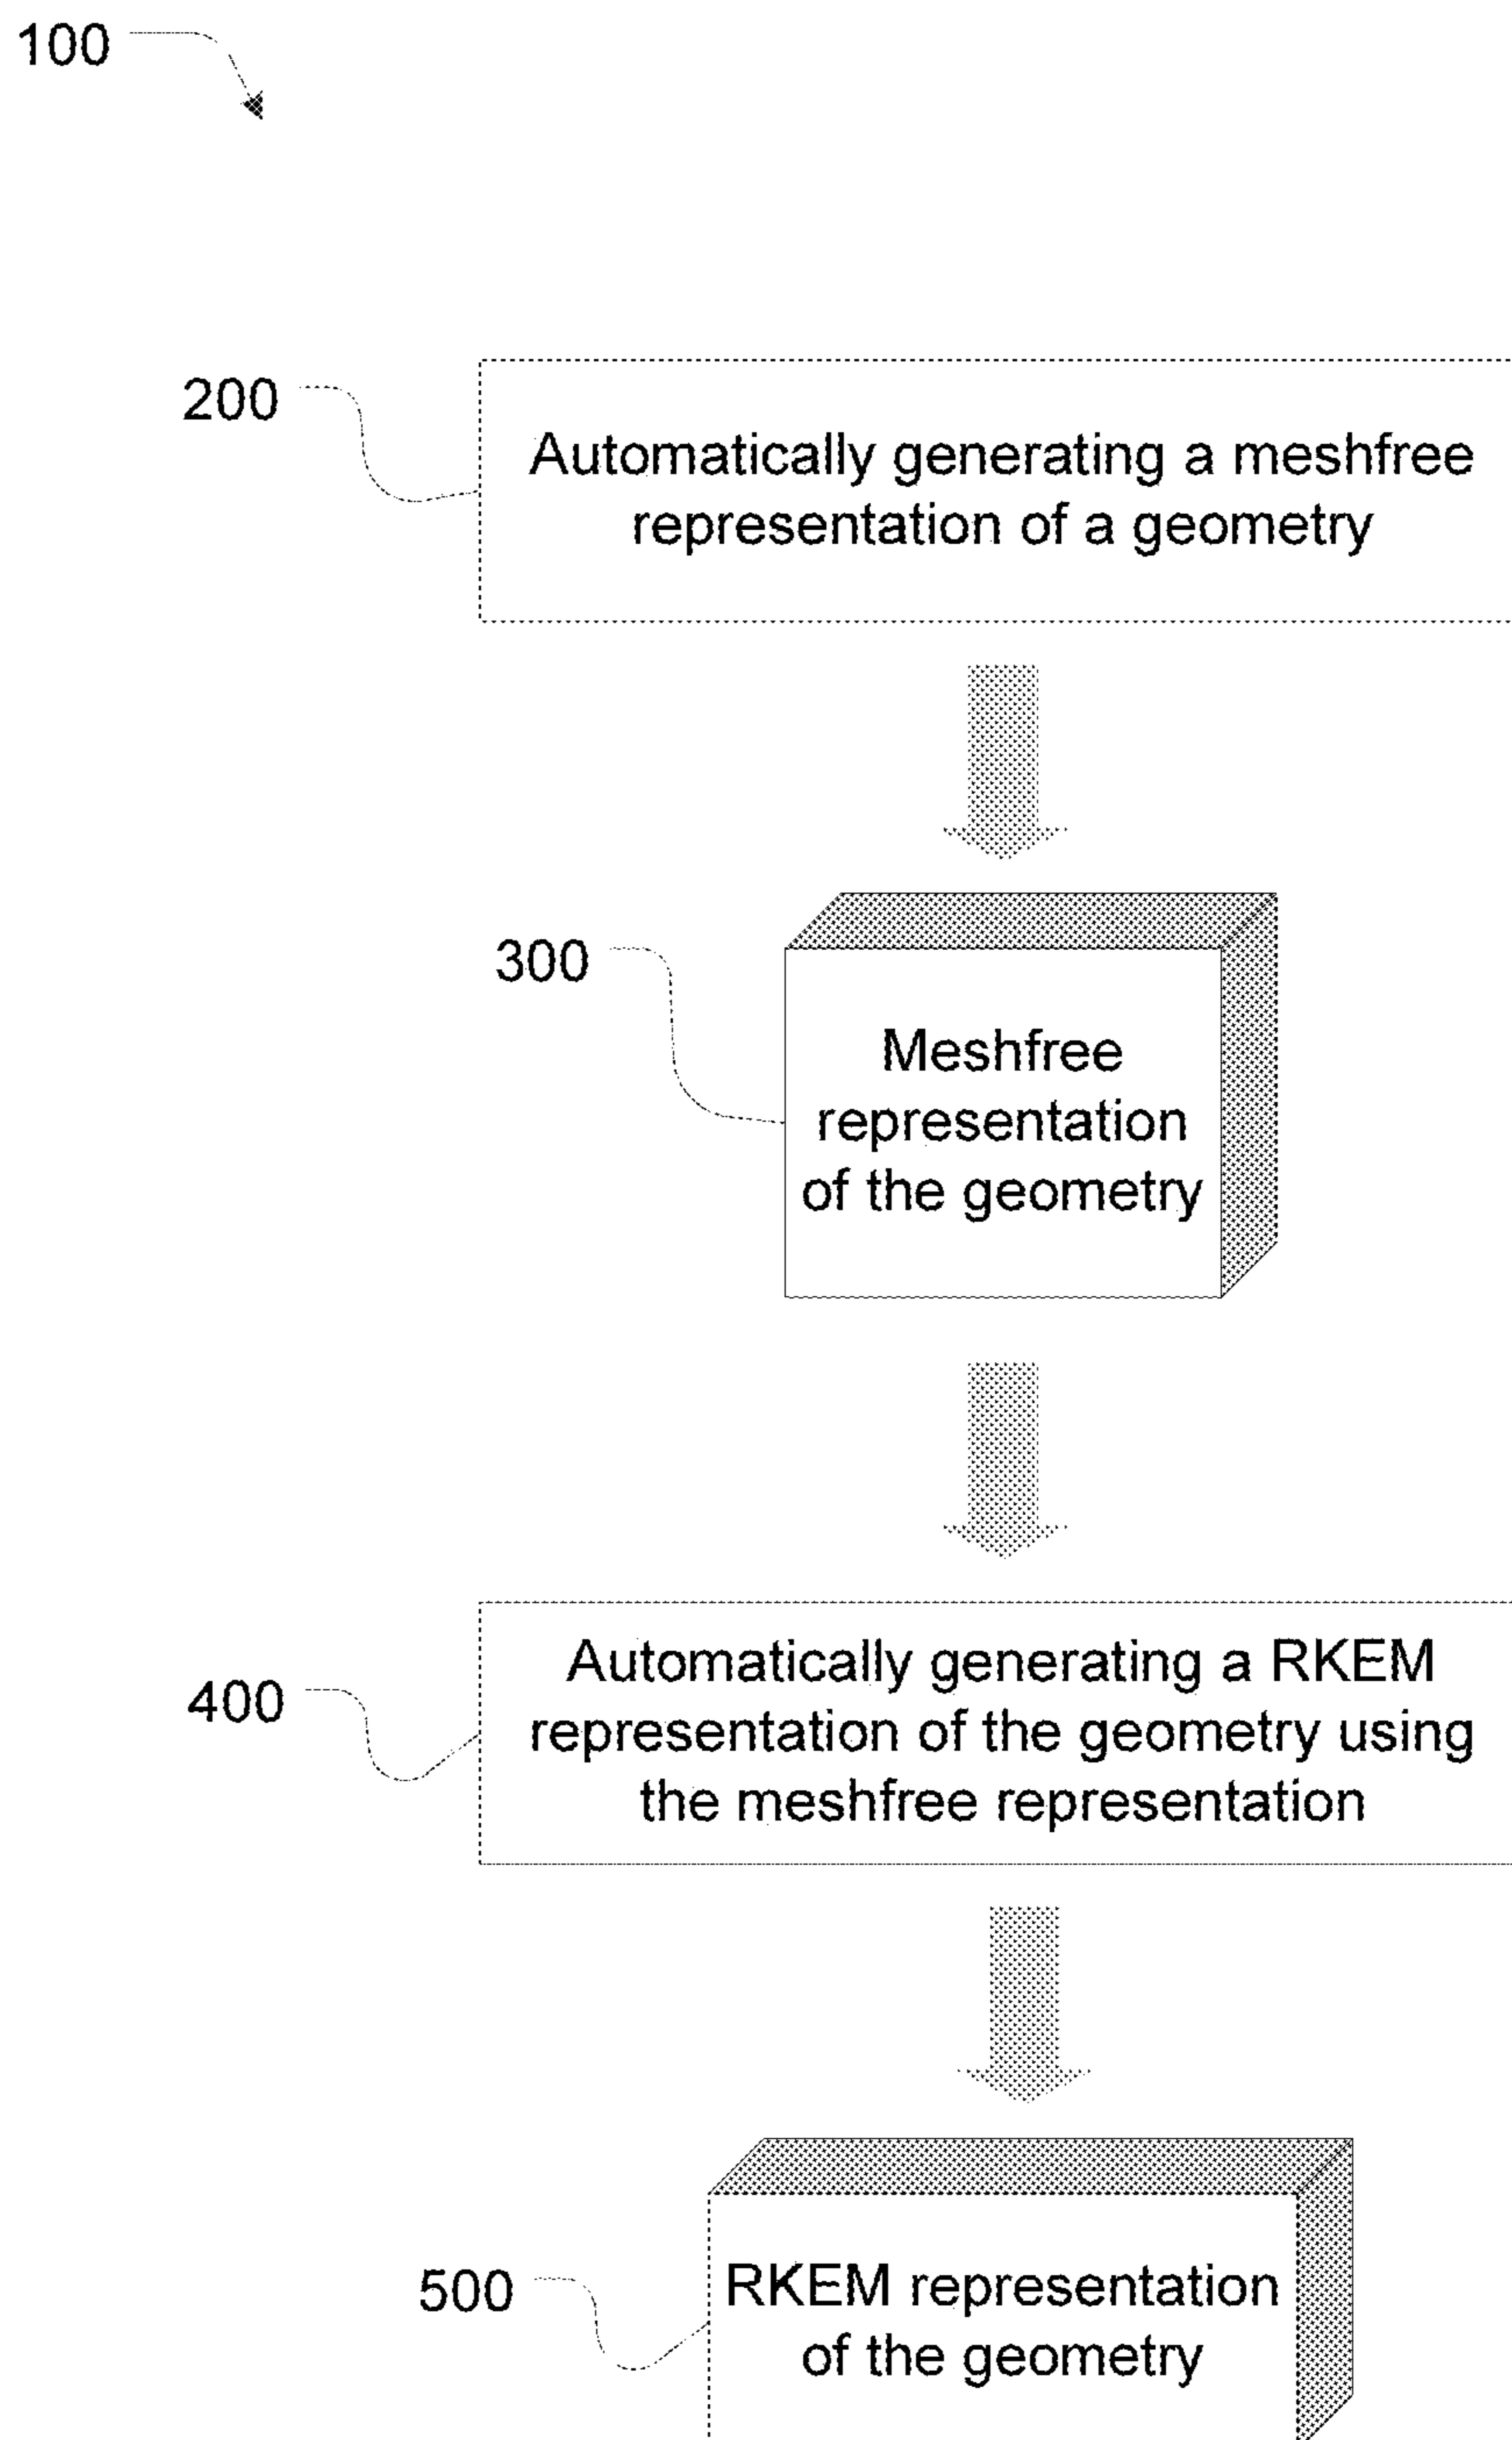 100
200
Automatically generating a meshfree
representation of a geometry
300
Meshfree
representation
of the geometry
400
Automatically generating a RKEM
representation of the geometry using
the meshfree representation
500
RKEM representation
of the geometry